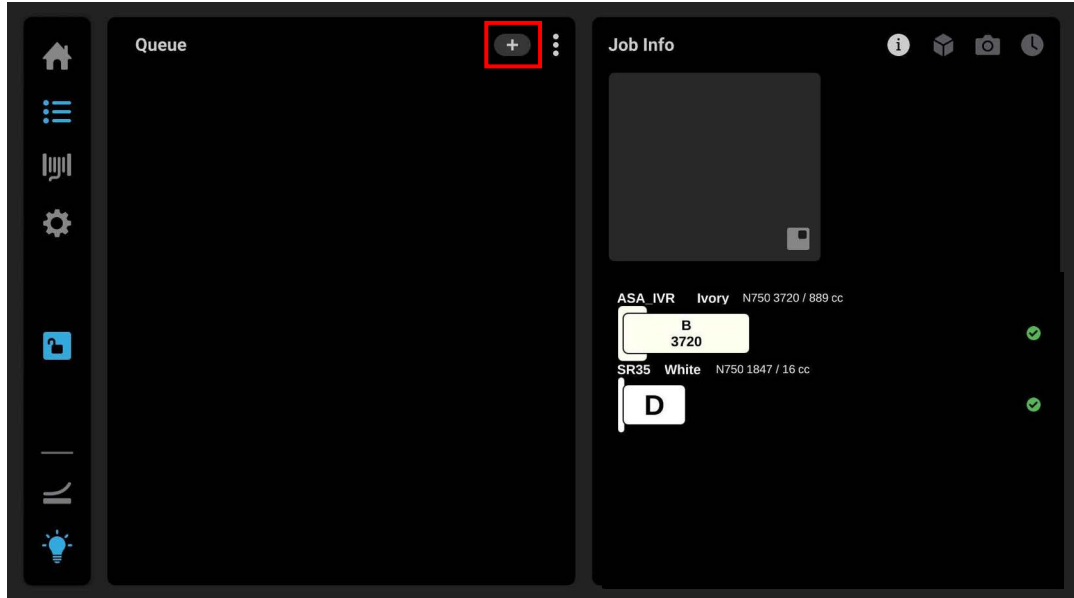 Queue
+
Job Info
ASA_IVR Ivory N750 3720 / 889 cc
B
3720
SR35 White N750 1847 / 16 cc
D